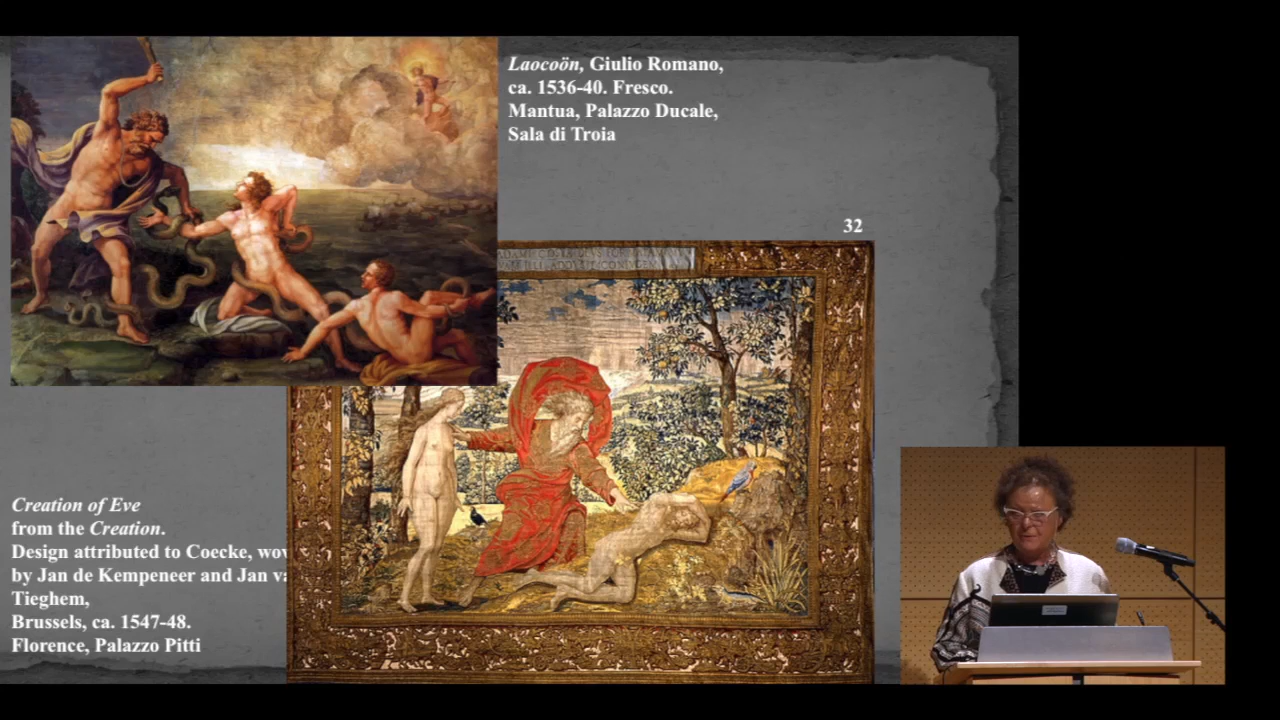 Laocoön, Giulio Romano,
ca. 1536-40. Fresco.
Mantua, Palazzo Ducale,
Sala di Troia
32
Creation of Eve
from the Creation.
Design attributed to Coecke, wov
by Jan de Kempeneer and Jan va
Tieghem,
Brussels, ca. 1547-48.
Florence, Palazzo Pitti